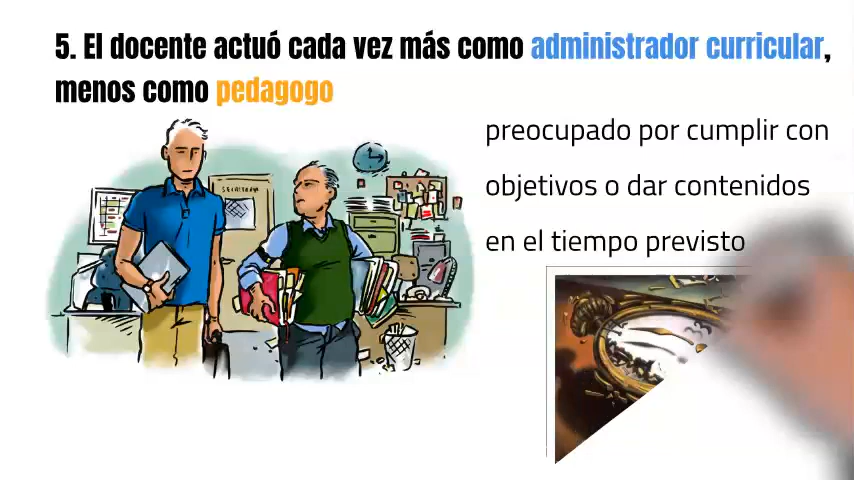 5. El docente actuó cada vez más como administrador curricular,
menos como pedagogo
preocupado por cumplir con
objetivos o dar contenidos
en el tiempo previsto